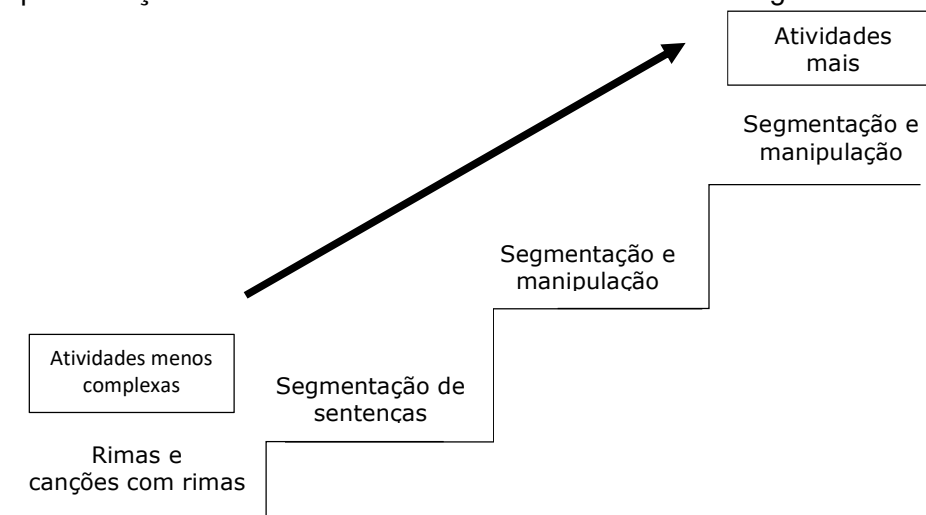 Atividades
mais
Segmentação e
manipulação
Segmentação e
manipulação
Atividades menos
complexas
Segmentação de
sentenças
Rimas e
canções com rimas